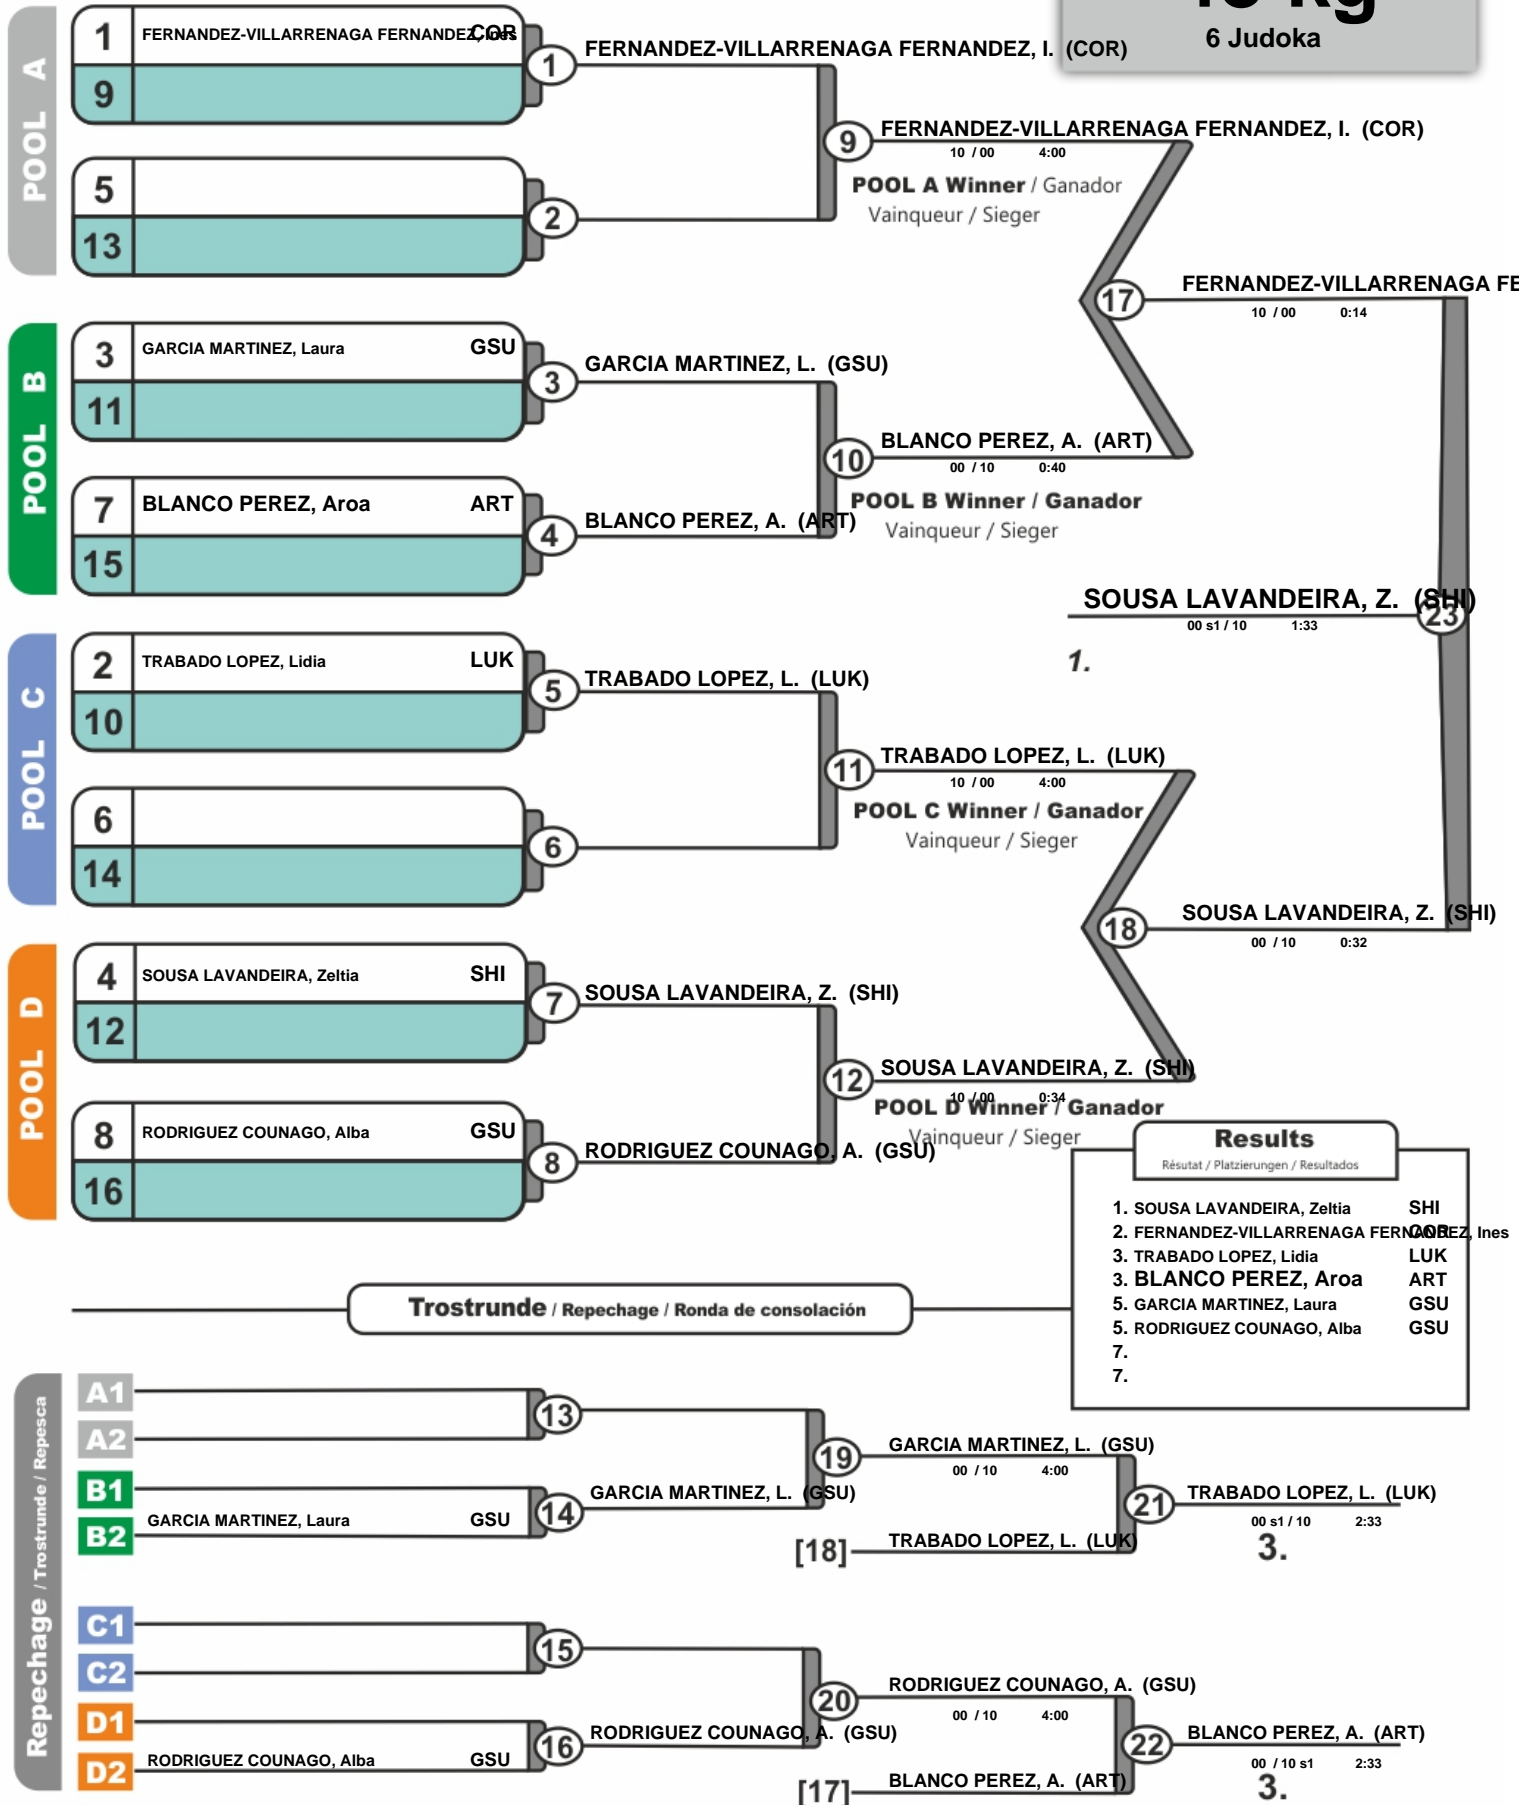 6 Judoka
POOL A
1 FERNANDEZ-VILLARRENAGA FERNANDEZ, Ines COR
9
1
FERNANDEZ-VILLARRENAGA FERNANDEZ, I. (COR)
5
13
2
9
FERNANDEZ-VILLARRENAGA FERNANDEZ, I. (COR)
10 / 00 4:00
POOL A Winner / Ganador
Vainqueur / Sieger
17
FERNANDEZ-VILLARRENAGA FE
10 / 00 0:14
POOL B
3 GARCIA MARTINEZ, Laura GSU
11
3
GARCIA MARTINEZ, L. (GSU)
7 BLANCO PEREZ, Aroa ART
15
4
BLANCO PEREZ, A. (ART)
10
BLANCO PEREZ, A. (ART)
00 / 10 0:40
POOL B Winner / Ganador
Vainqueur / Sieger
SOUSA LAVANDEIRA, Z. (SHI)
23
00 s1 / 10 1:33
1.
POOL C
2 TRABADO LOPEZ, Lidia LUK
10
5
TRABADO LOPEZ, L. (LUK)
6
14
6
11
TRABADO LOPEZ, L. (LUK)
10 / 00 4:00
POOL C Winner / Ganador
Vainqueur / Sieger
18
SOUSA LAVANDEIRA, Z. (SHI)
00 / 10 0:32
POOL D
4 SOUSA LAVANDEIRA, Zeltia SHI
12
7
SOUSA LAVANDEIRA, Z. (SHI)
8 RODRIGUEZ COUNAGO, Alba GSU
16
8
RODRIGUEZ COUNAGO, A. (GSU)
12
SOUSA LAVANDEIRA, Z. (SHI)
10 / 00 0:34
POOL D Winner / Ganador
Vainqueur / Sieger
Results
Résutat / Platzierungen / Resultados
1. SOUSA LAVANDEIRA, Zeltia SHI
2. FERNANDEZ-VILLARRENAGA FERNANDEZ, Ines COR
3. TRABADO LOPEZ, Lidia LUK
3. BLANCO PEREZ, Aroa ART
5. GARCIA MARTINEZ, Laura GSU
5. RODRIGUEZ COUNAGO, Alba GSU
7.
7.
Trostrunde / Repechage / Ronda de consolación
Repechage / Trostrunde / Repesca
A1
A2
13
B1
B2 GARCIA MARTINEZ, Laura GSU
14
GARCIA MARTINEZ, L. (GSU)
19
GARCIA MARTINEZ, L. (GSU)
00 / 10 4:00
[18] TRABADO LOPEZ, L. (LUK)
21
TRABADO LOPEZ, L. (LUK)
00 s1 / 10 2:33
3.
C1
C2
15
D1
D2 RODRIGUEZ COUNAGO, Alba GSU
16
RODRIGUEZ COUNAGO, A. (GSU)
20
RODRIGUEZ COUNAGO, A. (GSU)
00 / 10 4:00
[17] BLANCO PEREZ, A. (ART)
22
BLANCO PEREZ, A. (ART)
00 / 10 s1 2:33
3.